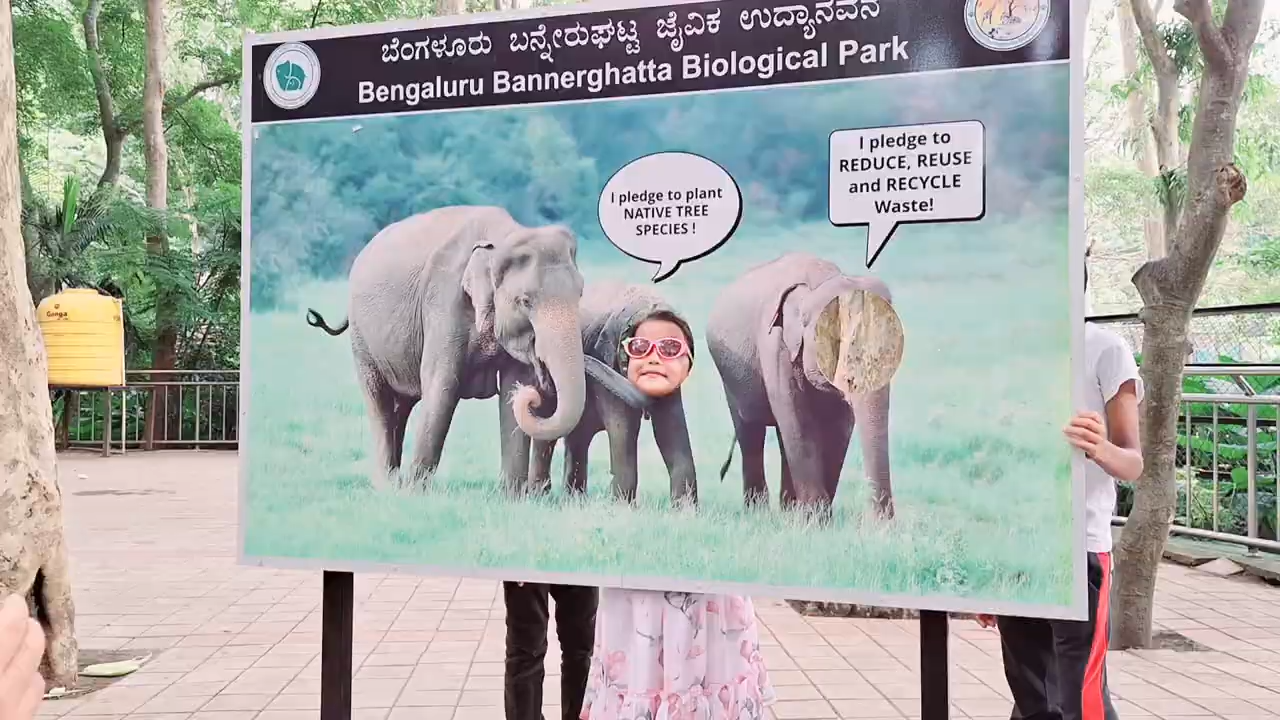 ಬೆಂಗಳೂರು ಬನ್ನೇರುಘಟ್ಟ ಜೈವಿಕ ಉದ್ಯಾನವನ
Bengaluru Bannerghatta Biological Park
I pledge to plant
NATIVE TREE
SPECIES !
I pledge to
REDUCE, REUSE
and RECYCLE
Waste!
Ganga